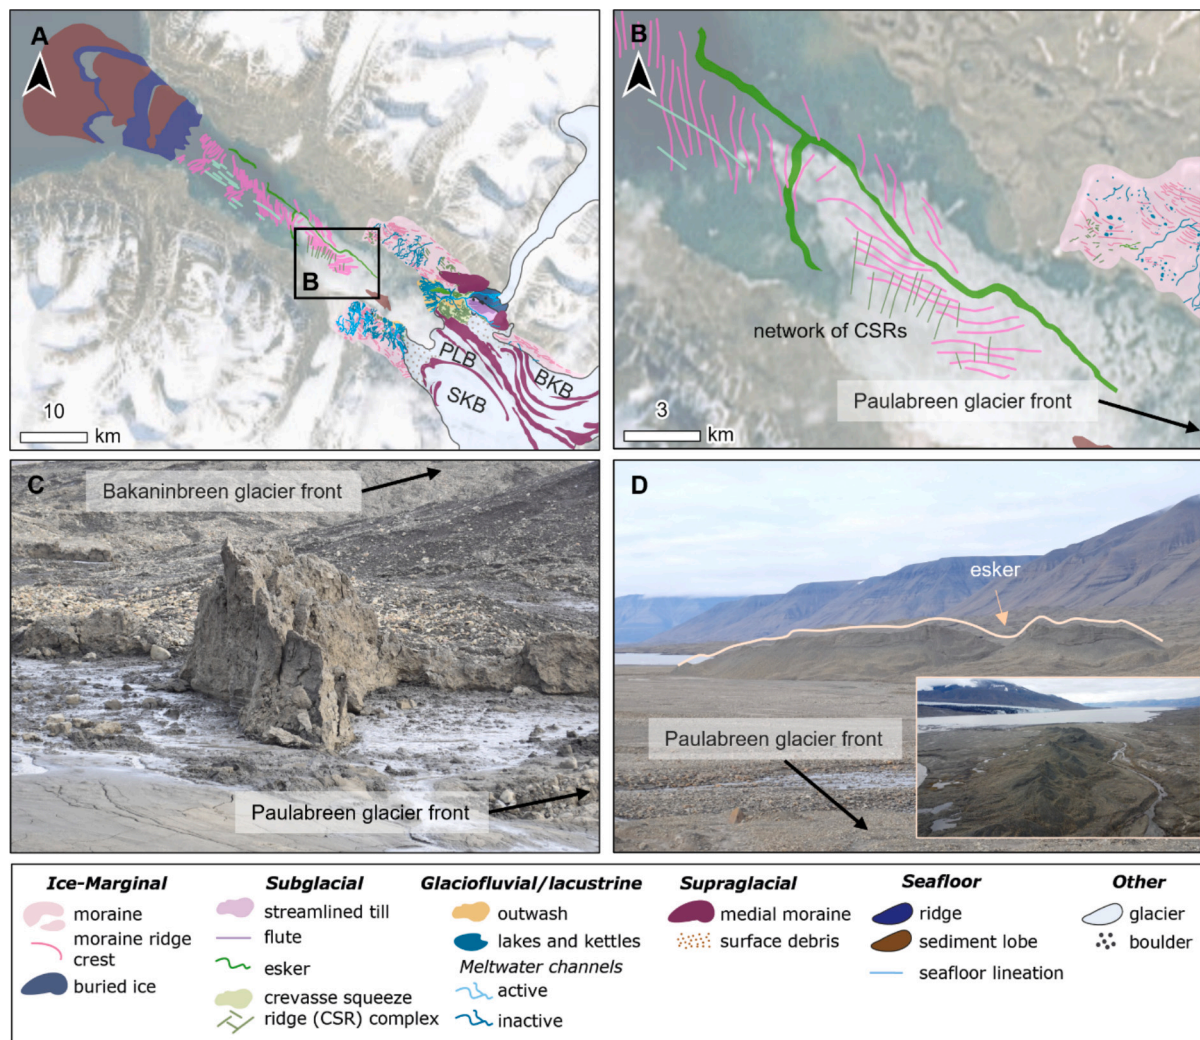 A
B
10
km
PLB
BKB
SKB
B
network of CSRs
Paulabreen glacier front
3
km
C
Bakaninbreen glacier front
Paulabreen glacier front
D
esker
Paulabreen glacier front
Ice-Marginal
moraine
moraine ridge
crest
buried ice
Subglacial
streamlined till
flute
esker
crevasse squeeze
ridge (CSR) complex
Glaciofluvial/lacustrine
outwash
lakes and kettles
Meltwater channels
active
inactive
Supraglacial
medial moraine
surface debris
Seafloor
ridge
sediment lobe
seafloor lineation
Other
glacier
boulder